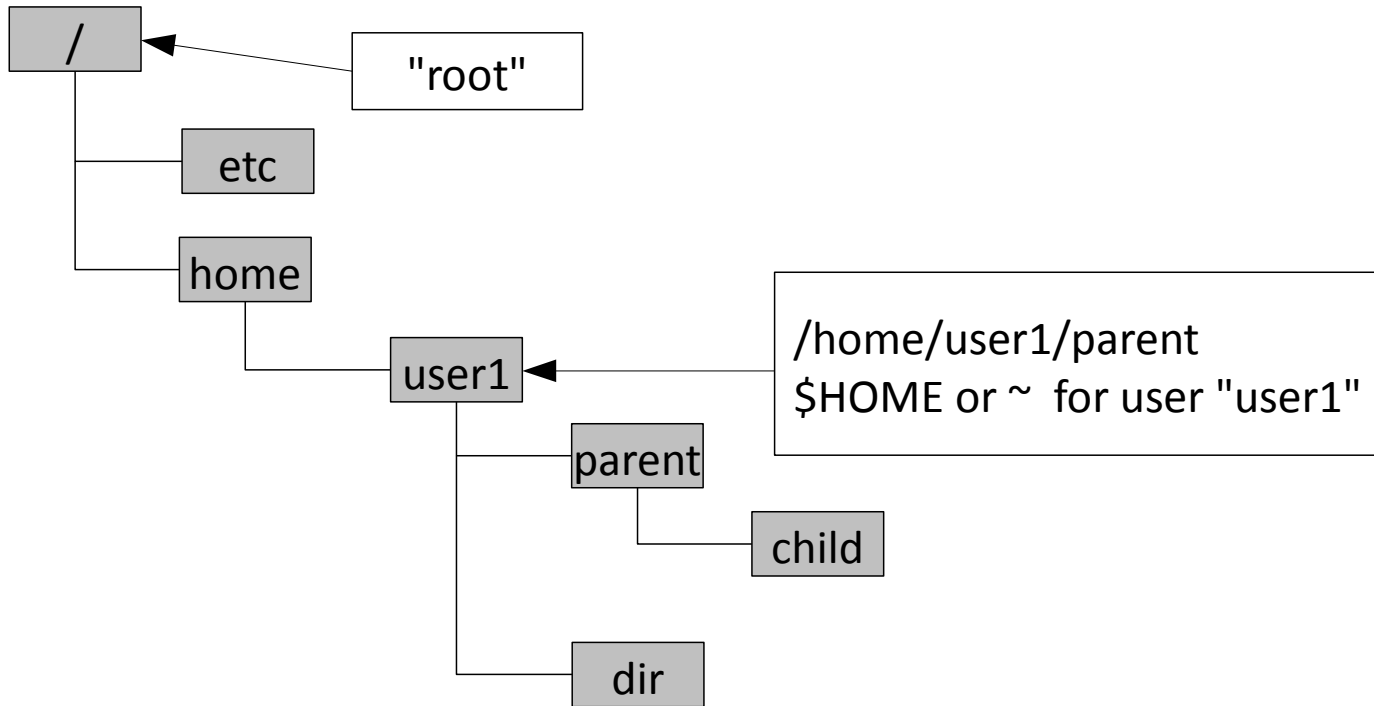 /
"root"
etc
home
user1
/home/user1/parent
$HOME or ~ for user "user1"
parent
child
dir